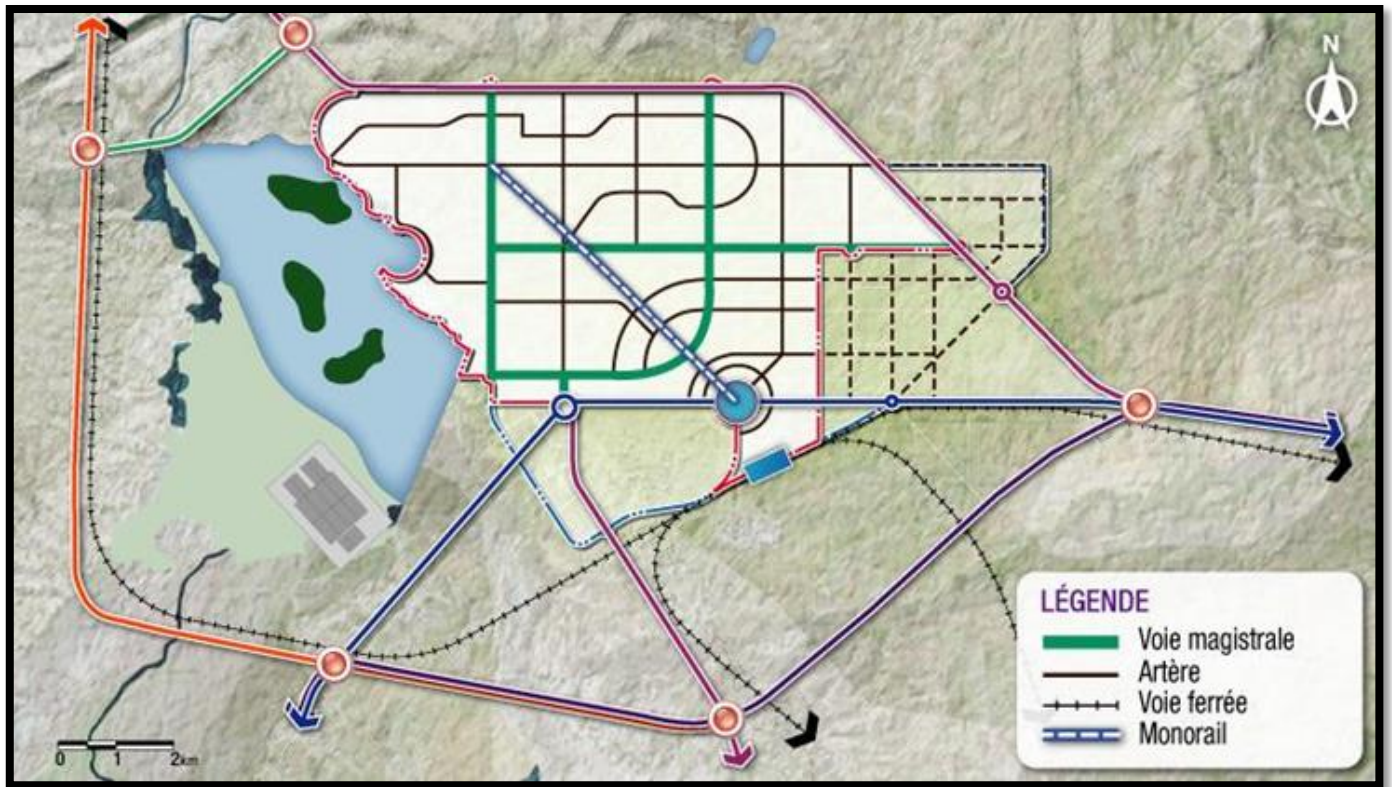 N
LÉGENDE
Voie magistrale
Artère
Voie ferrée
Monorail
0 1 2km